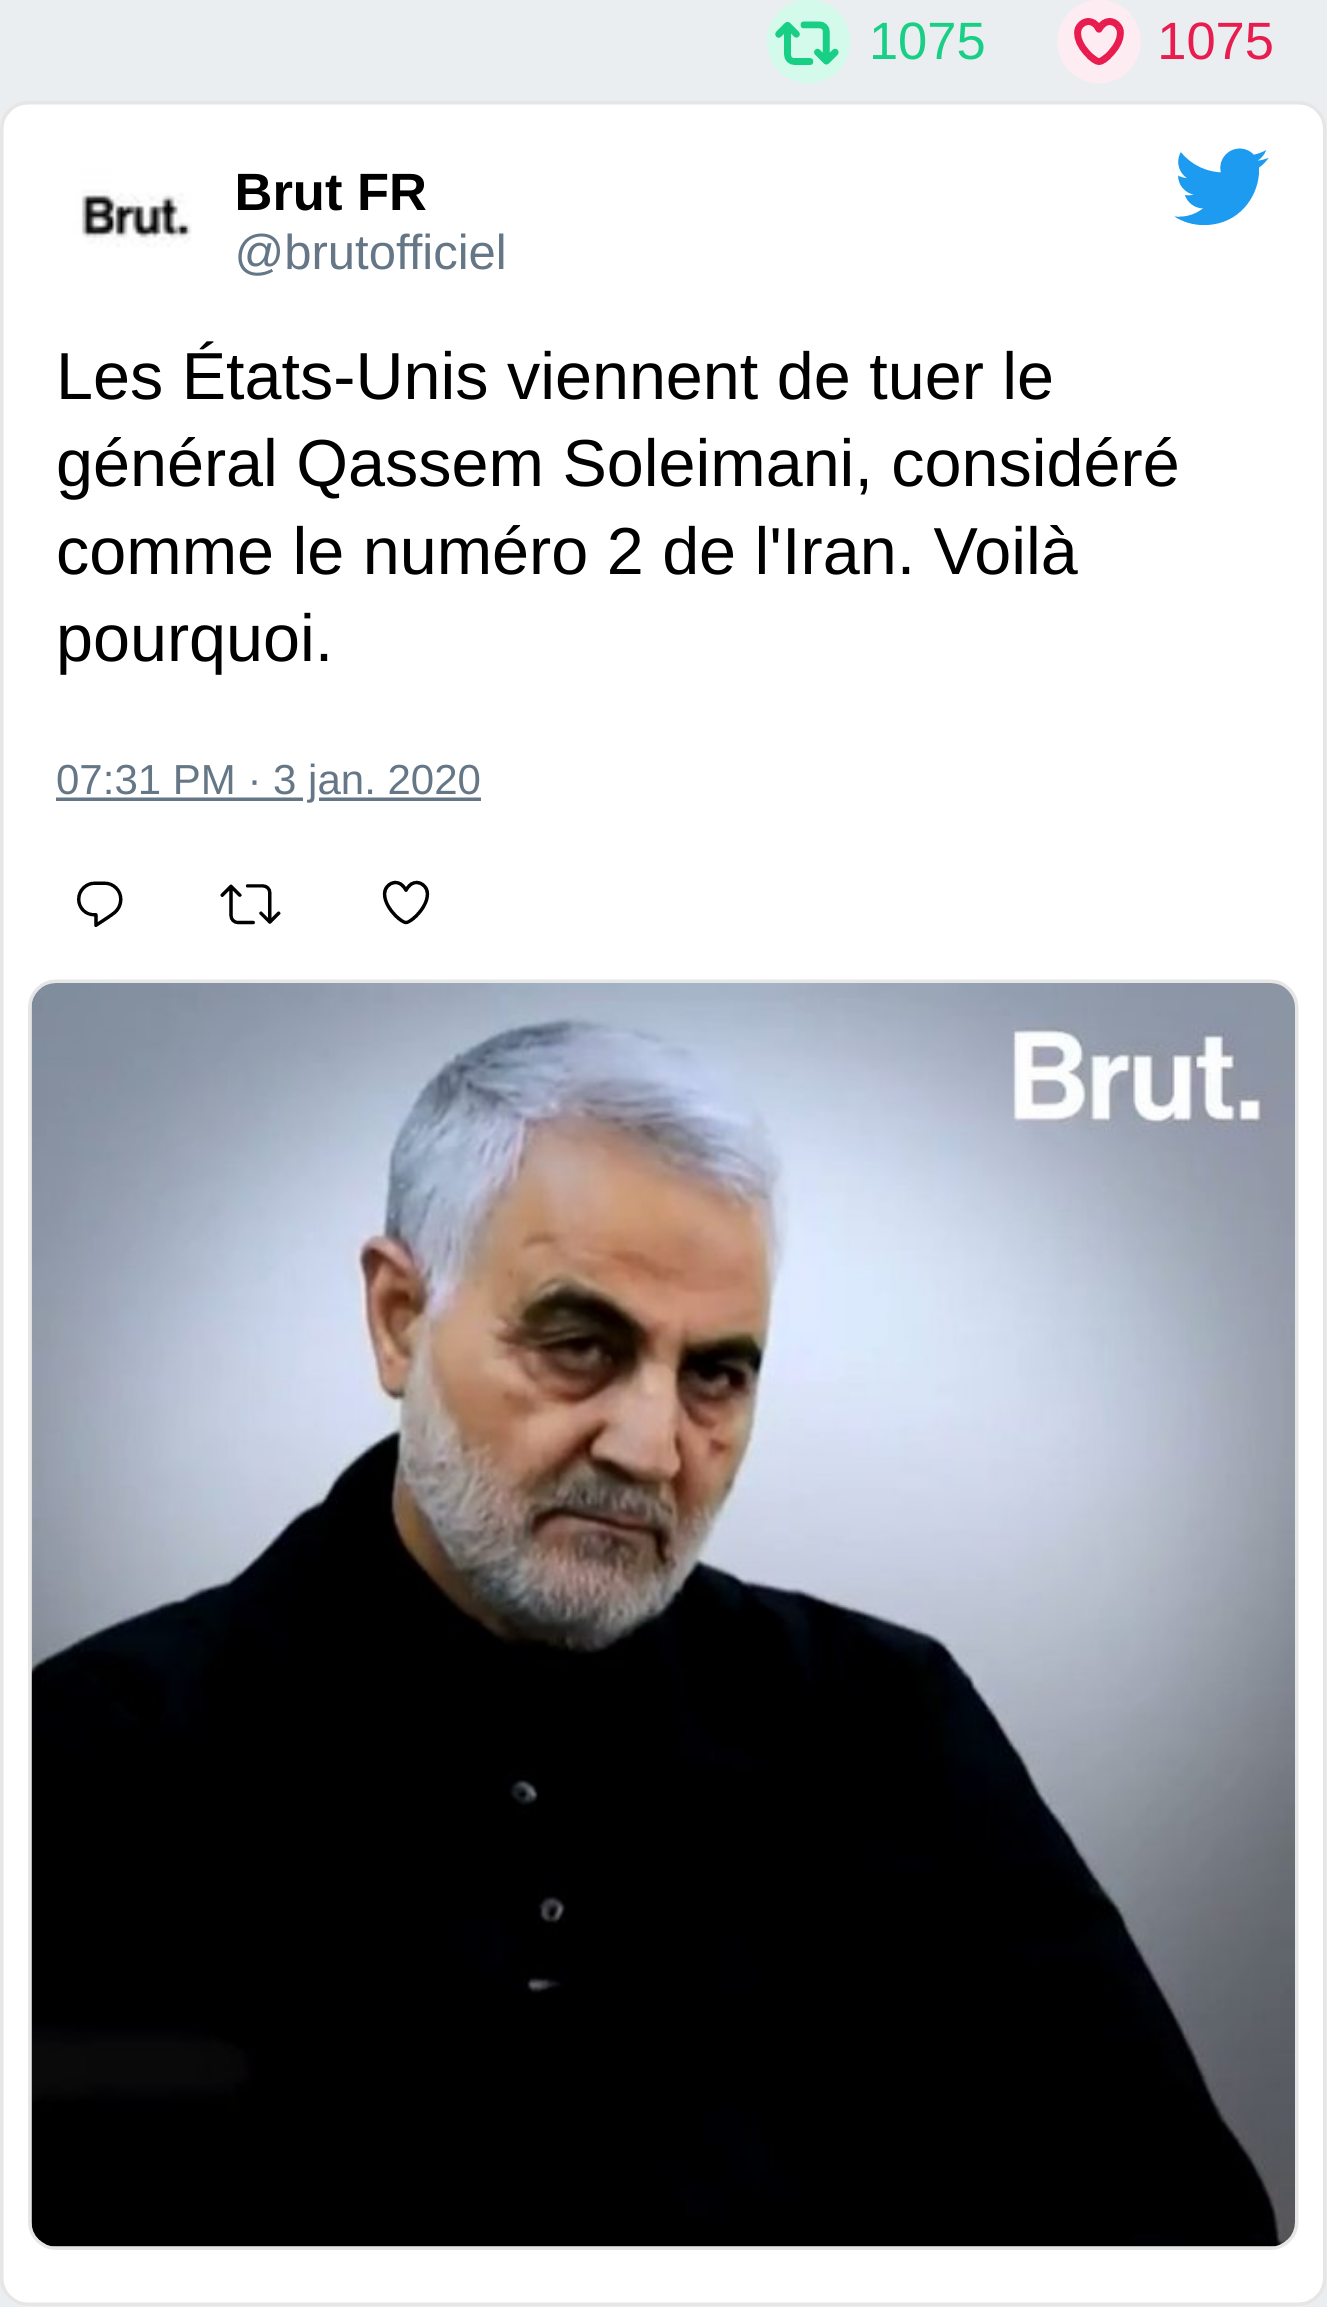 1075 1075
Brut.
Brut FR
@brutofficiel
Les États-Unis viennent de tuer le
général Qassem Soleimani, considéré
comme le numéro 2 de l'Iran. Voilà
pourquoi.
07:31 PM · 3 jan. 2020
Brut.